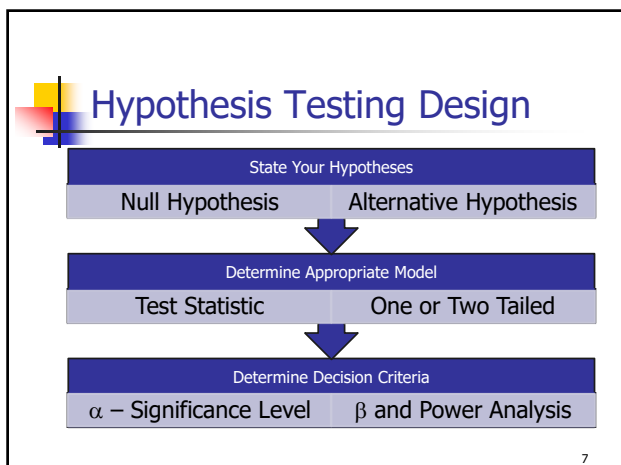 Hypothesis Testing Design
State Your Hypotheses
Null Hypothesis Alternative Hypothesis
Determine Appropriate Model
Test Statistic One or Two Tailed
Determine Decision Criteria
α – Significance Level β and Power Analysis
7